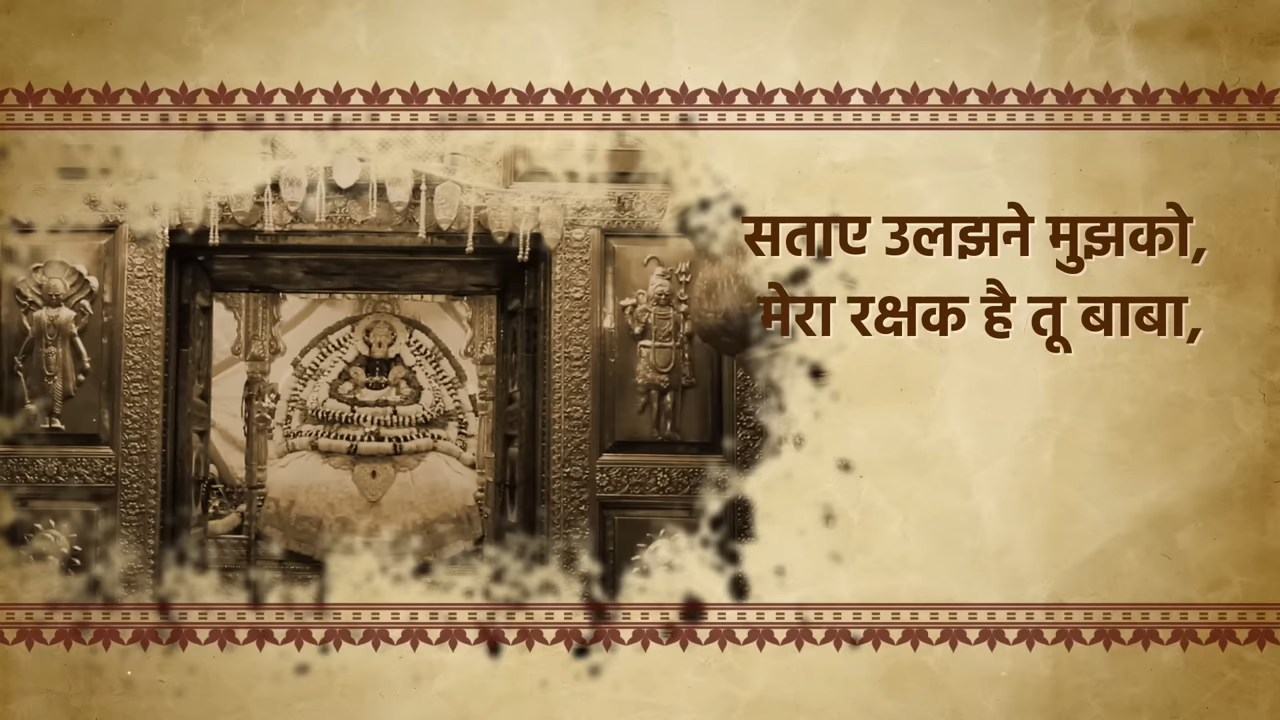 सताए उलझने मुझको,
मेरा रक्षक है तू बाबा,